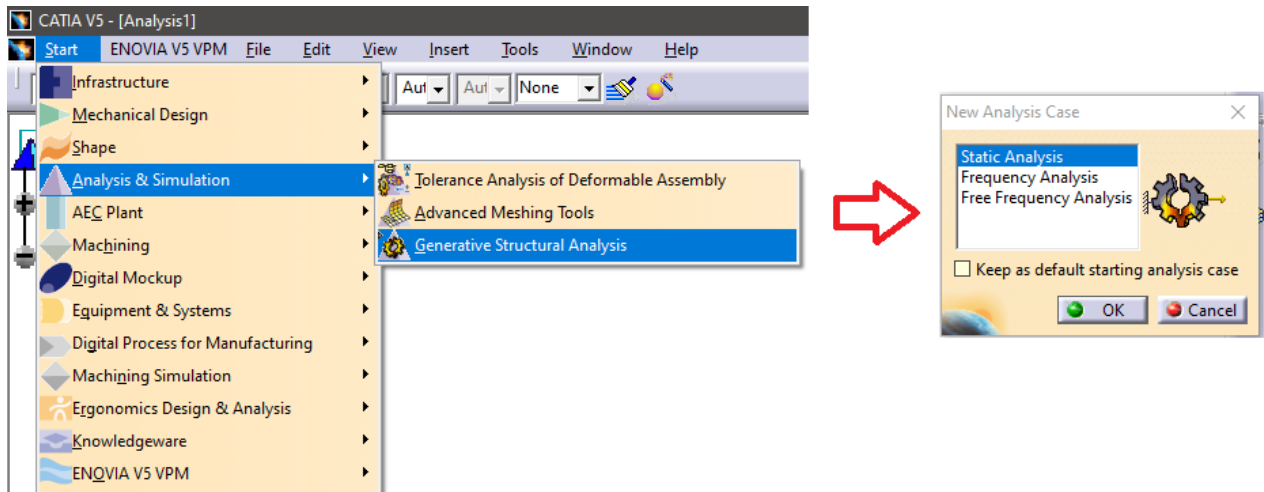 CATIA V5 - [Analysis1]
Start ENOVIA V5 VPM File Edit View Insert Tools Window Help
Aut Aut None
Infrastructure
Mechanical Design
Shape
Analysis & Simulation
AEC Plant
Machining
Digital Mockup
Equipment & Systems
Digital Process for Manufacturing
Machining Simulation
Ergonomics Design & Analysis
Knowledgeware
ENOVIA V5 VPM
Tolerance Analysis of Deformable Assembly
Advanced Meshing Tools
Generative Structural Analysis
New Analysis Case
Static Analysis
Frequency Analysis
Free Frequency Analysis
Keep as default starting analysis case
OK Cancel